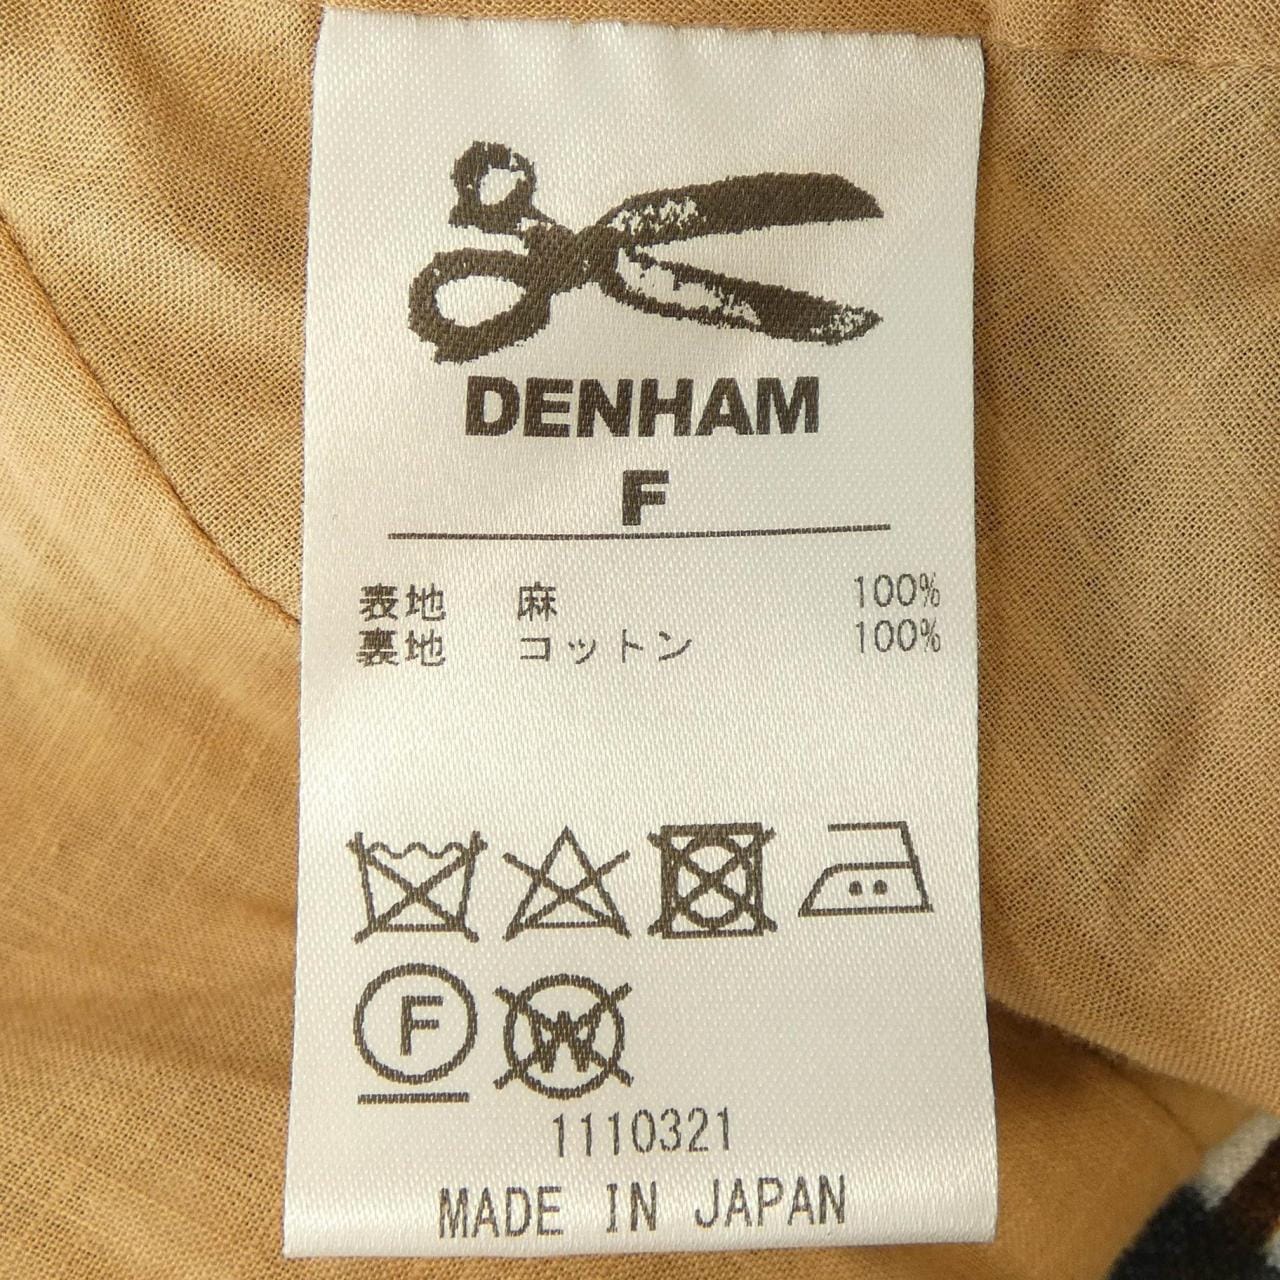 DENHAM
F
表地 麻 100%
裏地 コットン 100%
F W
1110321
MADE IN JAPAN